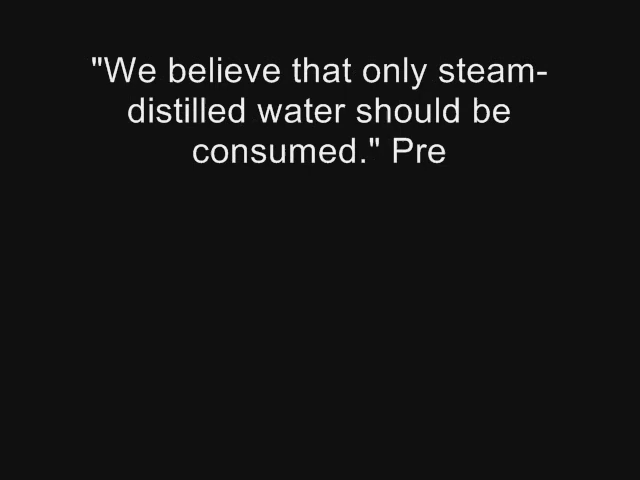 "We believe that only steam-
distilled water should be
consumed." Pre